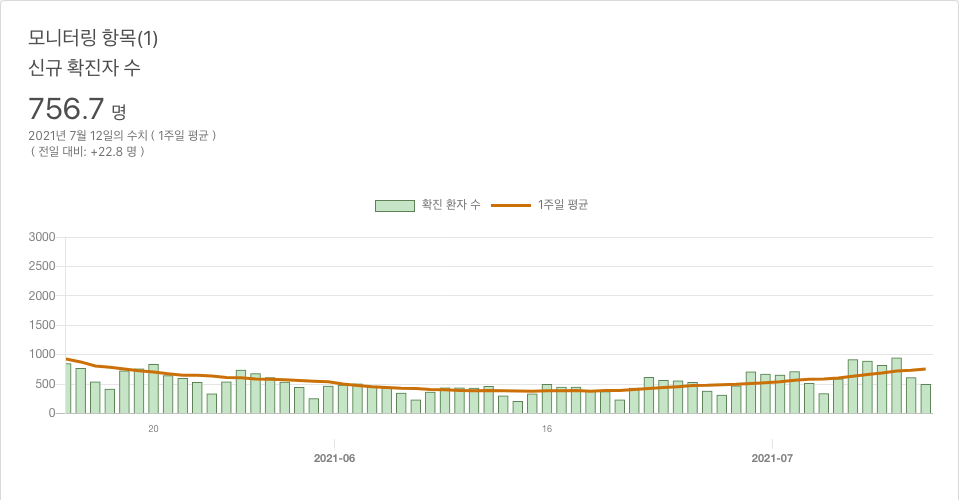 모니터링 항목(1)
신규 확진자 수
756.7 명
2021년 7월 12일의 수치 ( 1주일 평균 )
( 전일 대비: +22.8 명 )
확진 환자 수 1주일 평균
3000
2500
2000
1500
1000
500
0
20 16
2021-06 2021-07